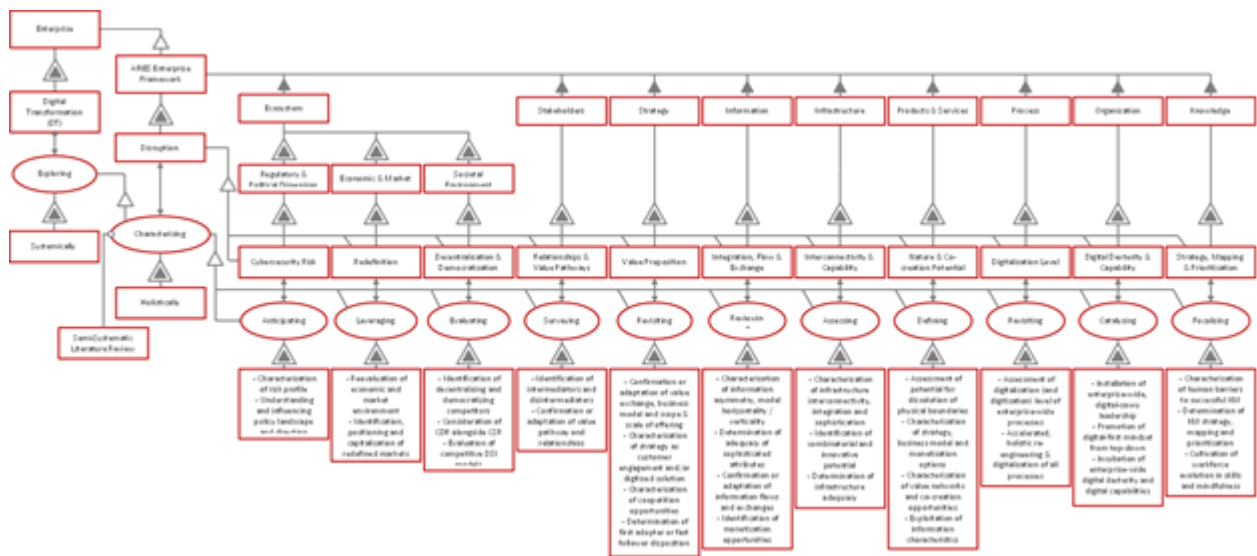 Enterprise
ARIES Enterprise
Framework
Digital
Transformation
(DT)
Ecosystem
Stakeholders
Strategy
Information
Infrastructure
Products & Services
Process
Organisation
Knowledge
Disruption
Exploring
Regulatory &
Political Dimension
Economic & Market
Societal
Environment
Systemically
Characterising
Cybersecurity Risk
Redefinition
Decentralization &
Democratization
Relationships &
Value Pathways
Value Proposition
Integration, Flow &
Exchange
Interconnectivity &
Capability
Nature & Co-
creation Potential
Digitalization Level
Digital Dexterity &
Capability
Strategy, Mapping
& Prioritization
Holistically
Semi-Systematic
Literature Review
Anticipating
Leveraging
Evaluating
Surveying
Revisiting
Assessing
Defining
Revisiting
Catalysing
Focalising
- Characterization
of risk profile
- Understanding
and influencing
policy landscape and
- Reevaluation of
economic and
market
environment
- Identification,
positioning and
capitalization of
redefined markets
- Identification of
decentralizing and
democratizing
competitors
- Consideration of
CDR alongside CSR
- Evaluation of
competitive
- Identification of
intermediators and
disintermediators
- Confirmation or
adaptation of value
pathway and
relationships
- Confirmation or
adaptation of value
exchange, business
model and scope &
scale of offering
- Characterization
of strategy as
customer
engagement and/or
digitized solution
- Characterization
of coopetition
opportunities
- Determination of
first adopter or fast
follower disposition
- Characterization
of information
asymmetry, model
horizontality /
verticality
- Determination of
adequacy of
sophisticated
attributes
- Confirmation or
adaptation of
information flows
and exchanges
- Identification of
monetization
opportunities
- Characterization
of infrastructure
interconnectivity,
integration and
sophistication
- Identification of
combinatorial and
innovative
potential
- Determination of
infrastructure
adequacy
- Assessment of
potential for
dissolution of
physical boundaries
- Characterization of
strategy,
business model and
monetization
options
- Characterization
of value networks
and co-creation
opportunities
- Exploitation of
information
characteristics
- Assessment of
digitalization (and
digitization) level of
enterprise-wide
processes
- Accelerated,
holistic re-
engineering &
digitalization of all
processes
- Installation of
enterprise-wide,
digital-savvy
leadership
- Promotion of
digital-first mindset
from top-down
- Incubation of
enterprise-wide
digital dexterity and
digital capabilities
- Characterization
of human barriers
to successful
- Determination of
strategy,
mapping and
prioritization
- Cultivation of
workforce
evolution in skills
and mindfulness